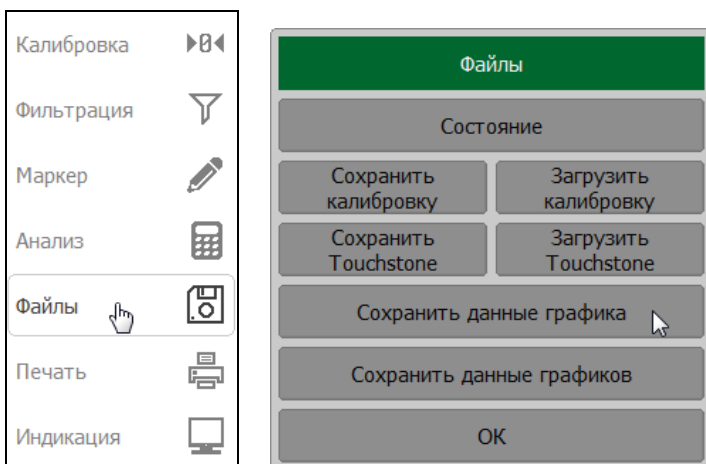 Калибровка
Фильтрация
Маркер
Анализ
Файлы
Печать
Индикация
Файлы
Состояние
Сохранить
калибровку
Загрузить
калибровку
Сохранить
Touchstone
Загрузить
Touchstone
Сохранить данные графика
Сохранить данные графиков
ОК